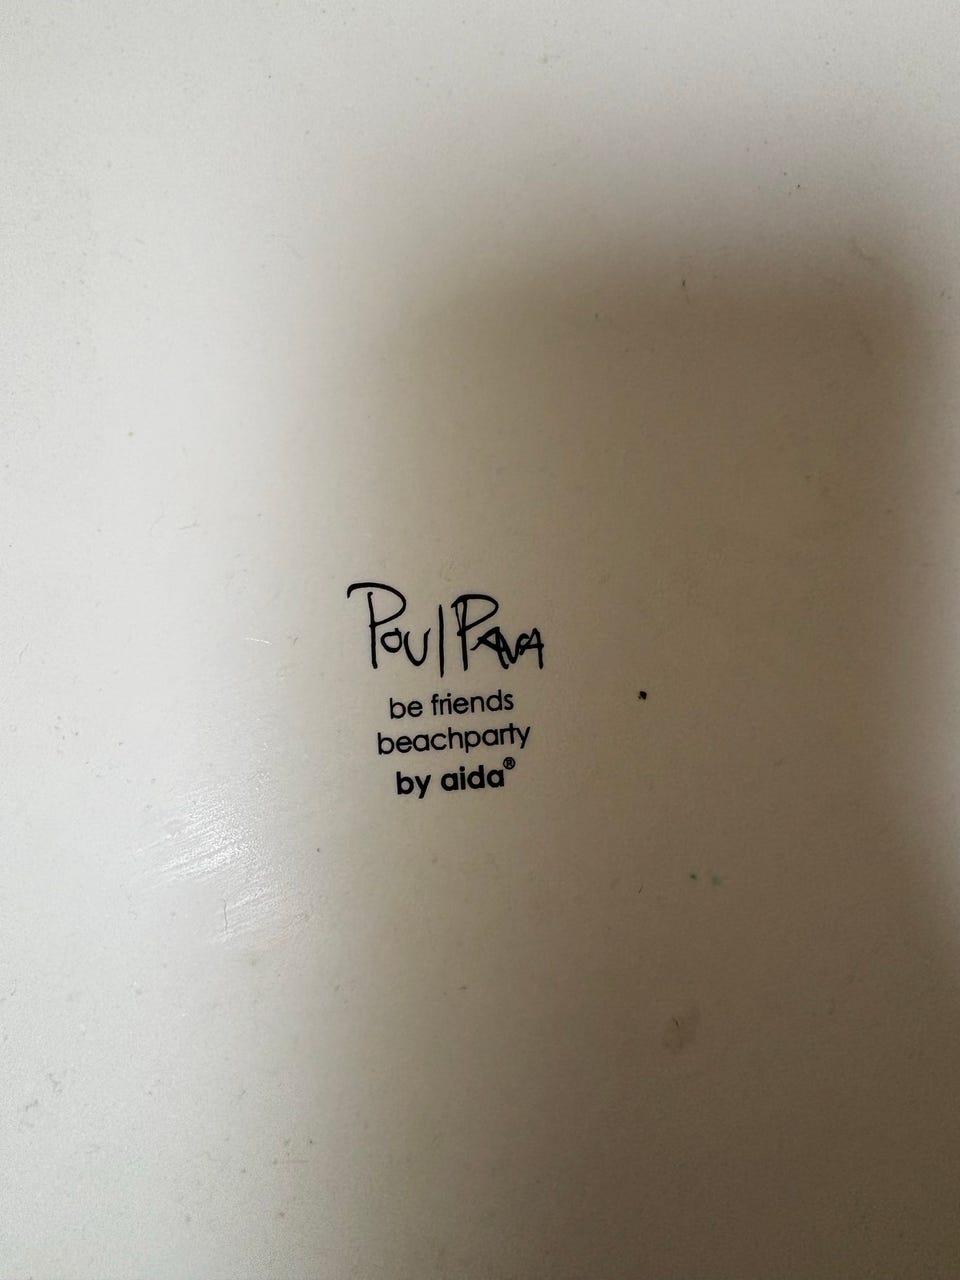 Poul Pava
be friends
beachparty
by aida®